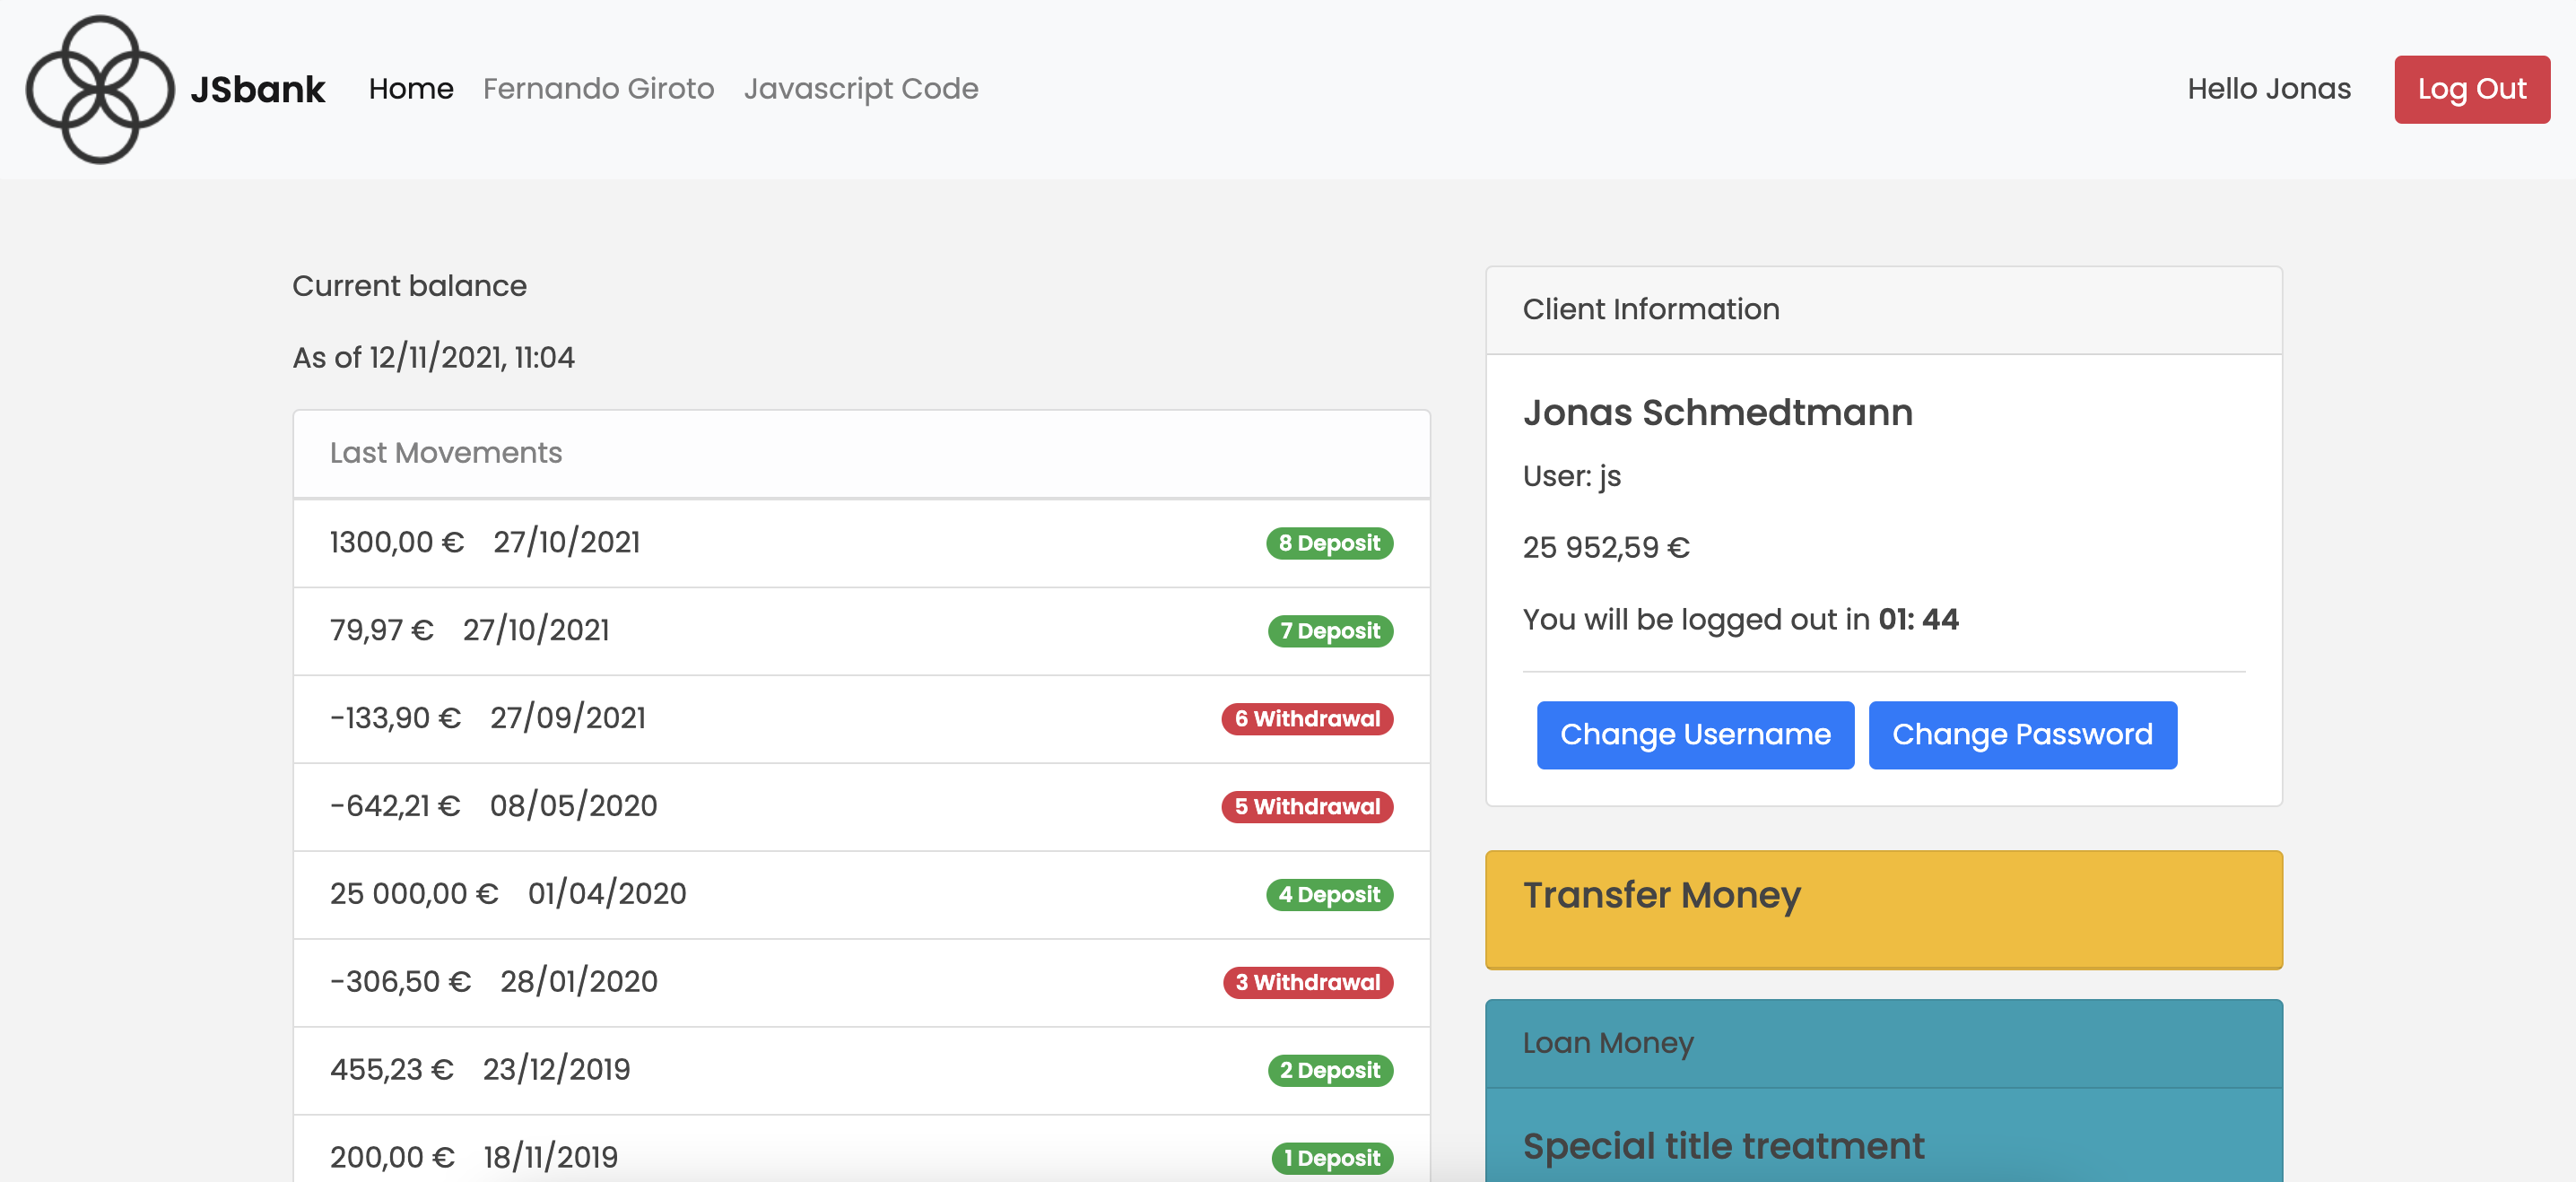 JSbank Home Fernando Giroto Javascript Code Hello Jonas Log Out
Current balance
As of 12/11/2021, 11:04
Last Movements
1300,00 € 27/10/2021 8 Deposit
79,97 € 27/10/2021 7 Deposit
-133,90 € 27/09/2021 6 Withdrawal
-642,21 € 08/05/2020 5 Withdrawal
25 000,00 € 01/04/2020 4 Deposit
-306,50 € 28/01/2020 3 Withdrawal
455,23 € 23/12/2019 2 Deposit
200,00 € 18/11/2019 1 Deposit
Client Information
Jonas Schmedtmann
User: js
25 952,59 €
You will be logged out in 01: 44
Change Username Change Password
Transfer Money
Loan Money
Special title treatment